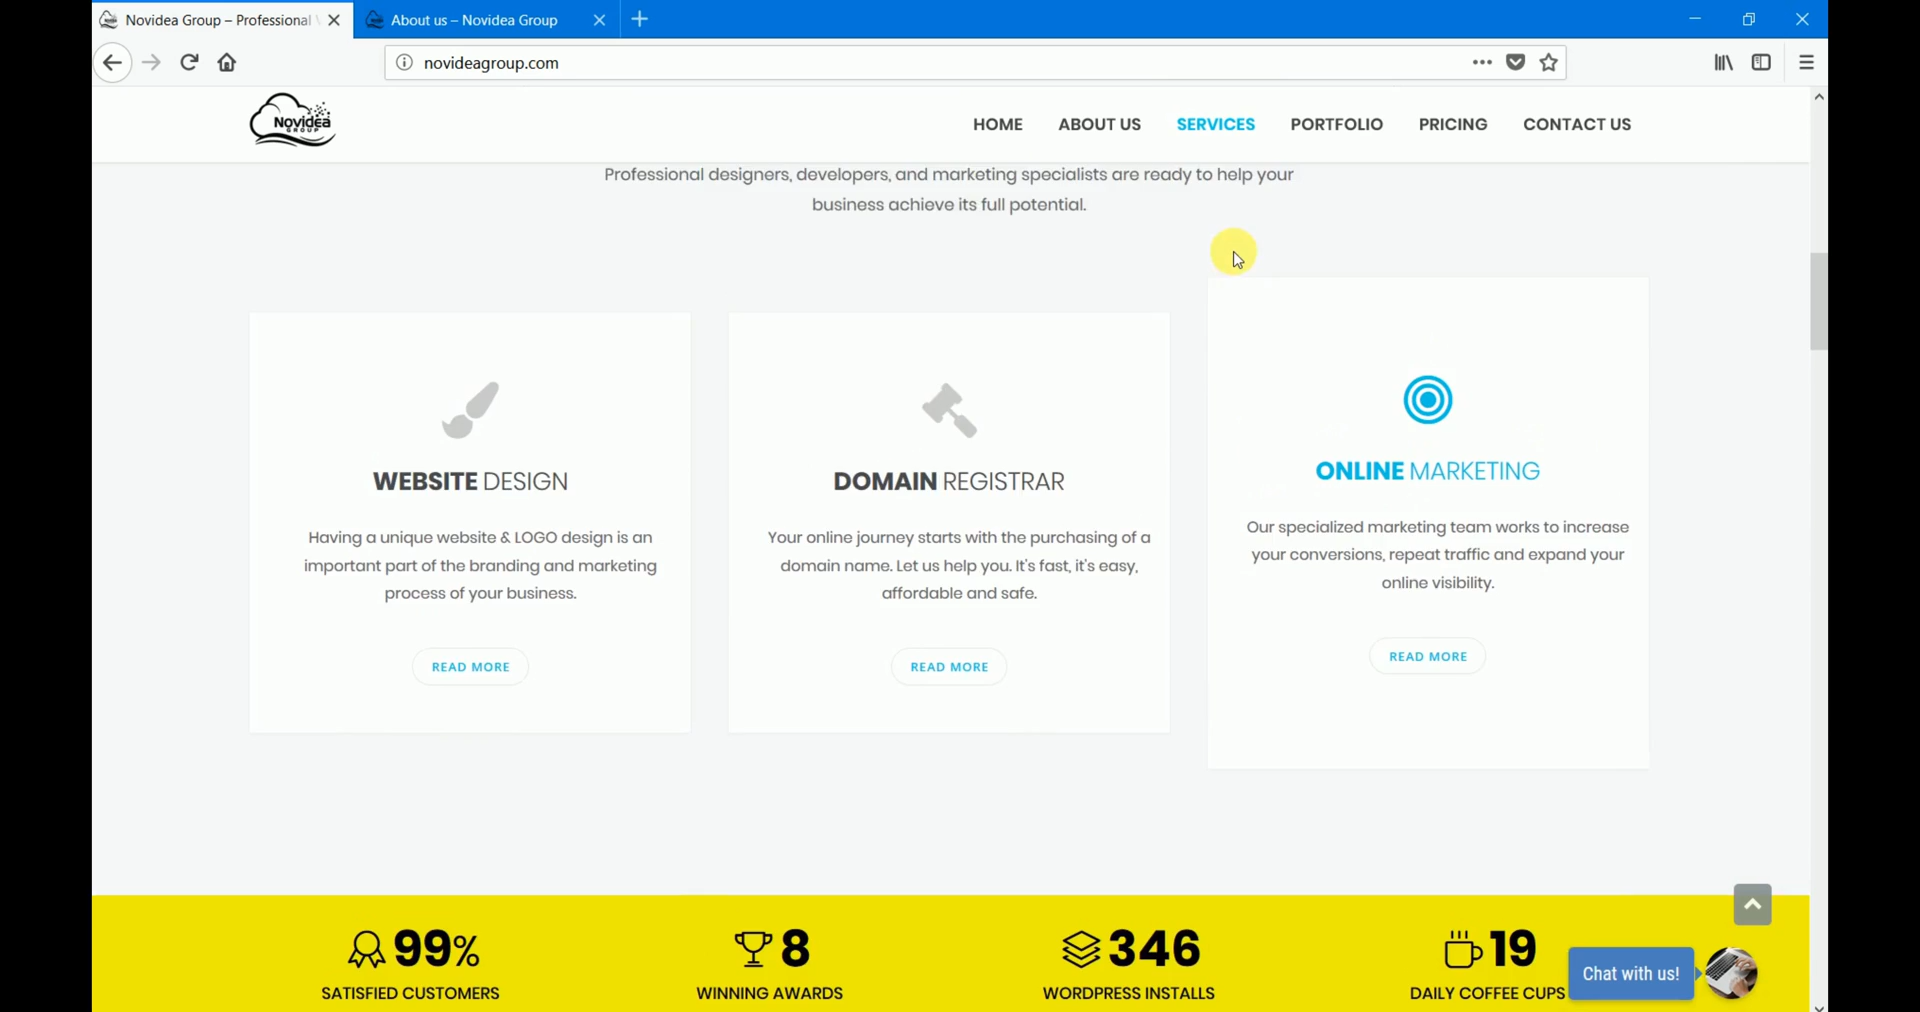 Novidea Group – Professional
About us – Novidea Group
novideagroup.com
Novidea
GROUP
HOME
ABOUT US
SERVICES
PORTFOLIO
PRICING
CONTACT US
Professional designers, developers, and marketing specialists are ready to help your
business achieve its full potential.
WEBSITE DESIGN
Having a unique website & LOGO design is an
important part of the branding and marketing
process of your business.
READ MORE
DOMAIN REGISTRAR
Your online journey starts with the purchasing of a
domain name. Let us help you. It's fast, it's easy,
affordable and safe.
READ MORE
ONLINE MARKETING
Our specialized marketing team works to increase
your conversions, repeat traffic and expand your
online visibility.
READ MORE
99%
SATISFIED CUSTOMERS
8
WINNING AWARDS
346
WORDPRESS INSTALLS
19
DAILY COFFEE CUPS
Chat with us!